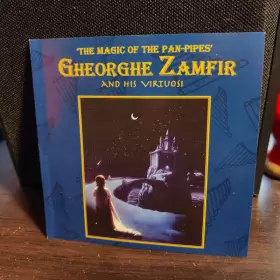 'THE MAGIC OF THE PAN-PIPES'
GHEORGHE ZAMFIR
AND HIS VIRTUOSI